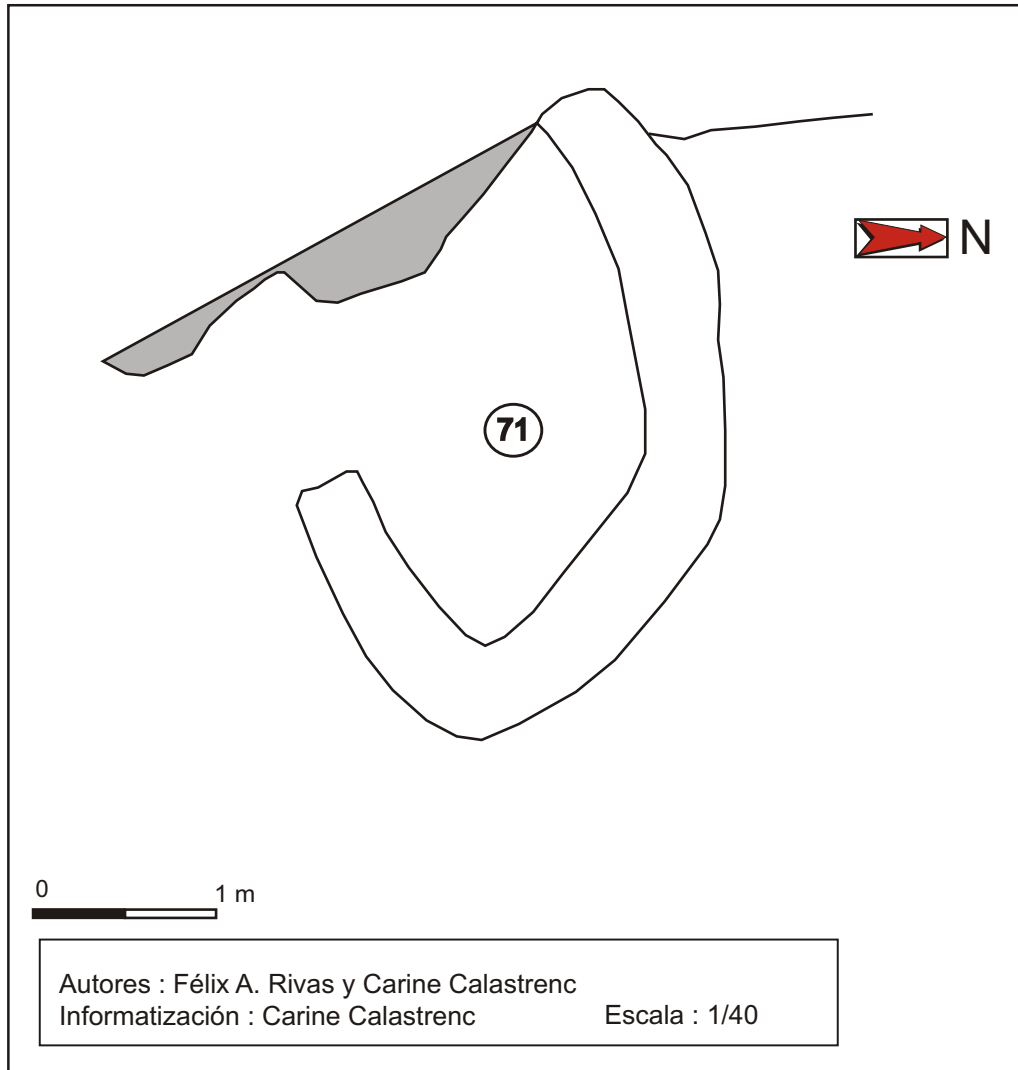 N
71
0 1 m
Autores : Félix A. Rivas y Carine Calastrenc
Informatización : Carine Calastrenc Escala : 1/40